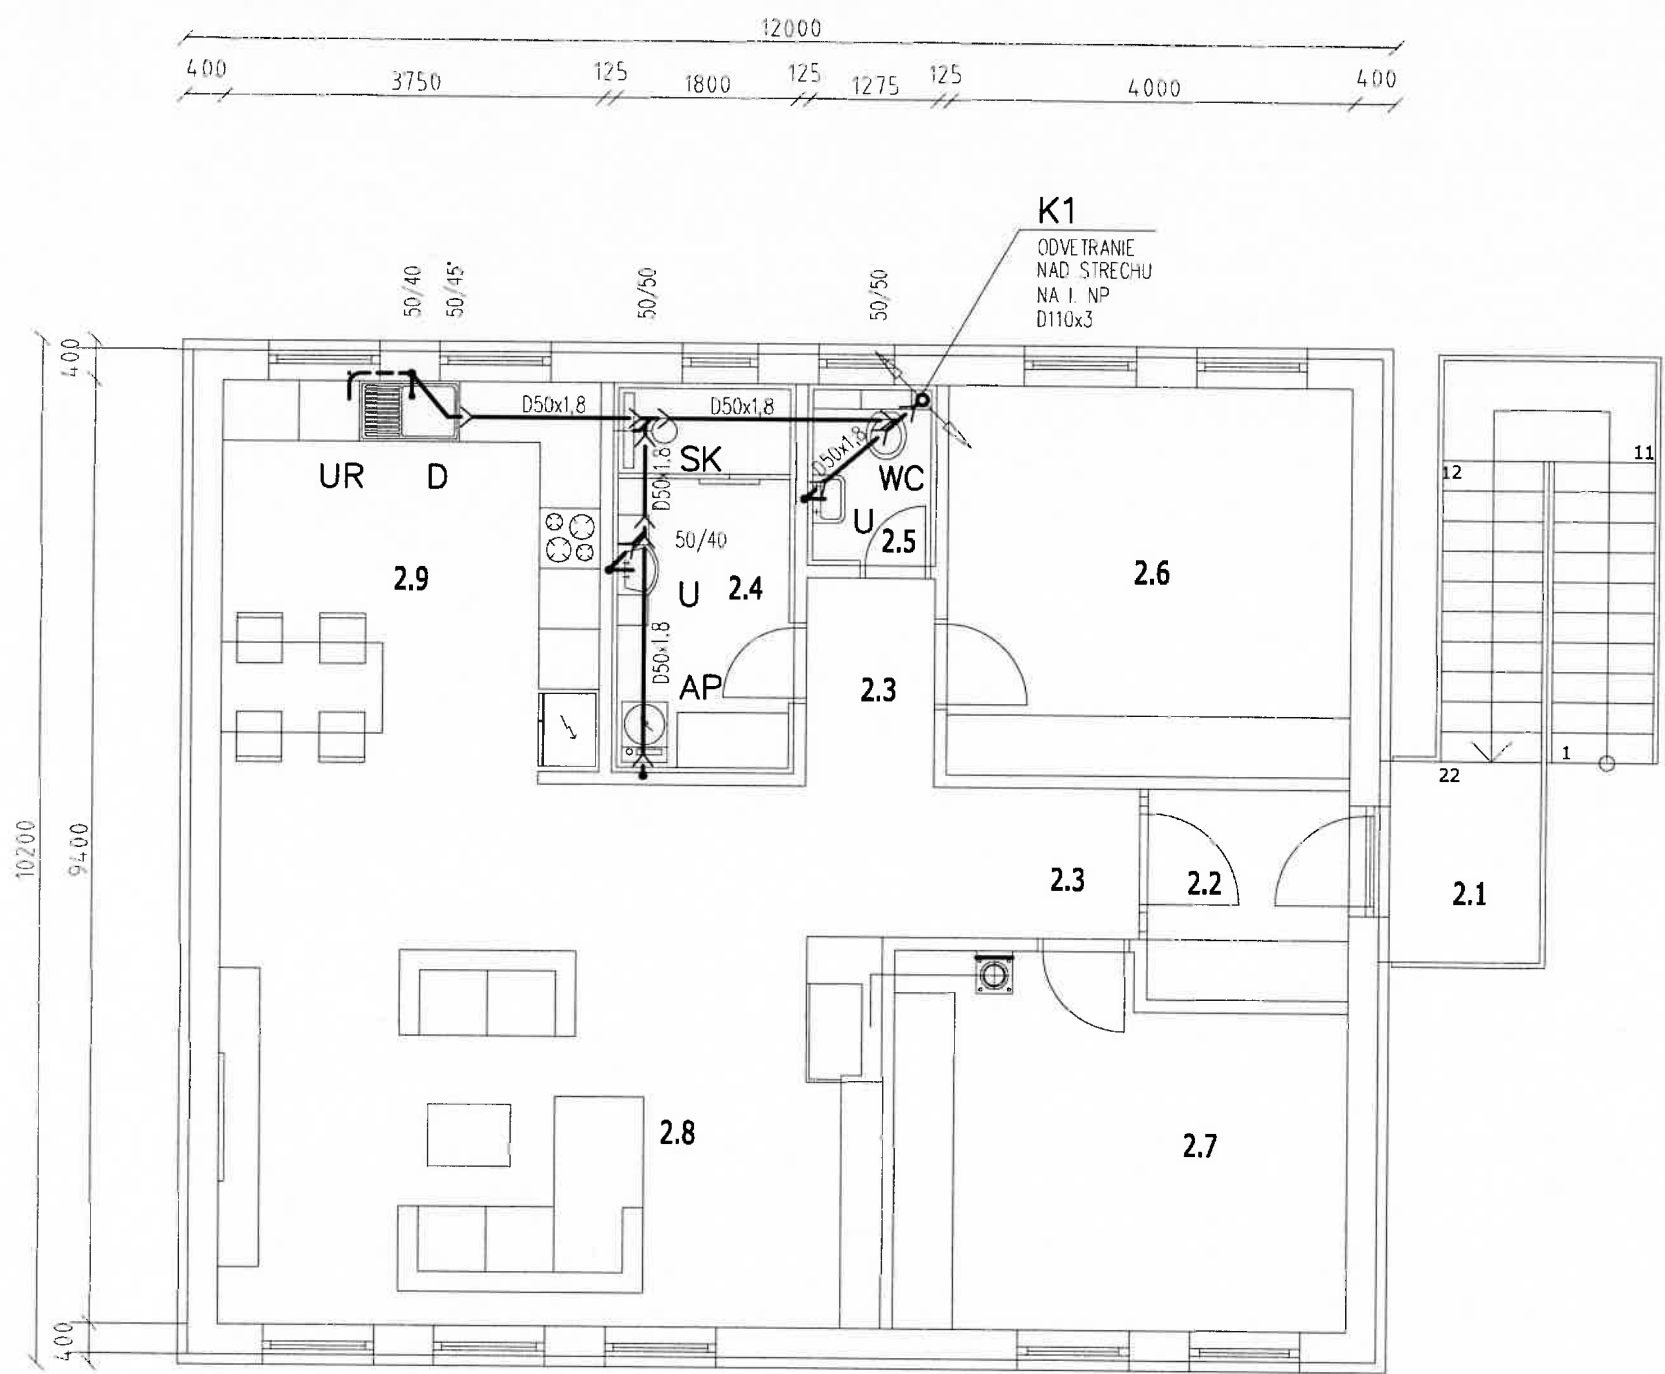 12000
400 3750 125 1800 125 1275 125 4000 400
K1
ODVETRANIE
NAD STRECHU
NA I. NP
D110x3
50/40
50/45°
50/50
50/50
400
D50x1,8
D50x1,8
D50x1,8
D50x1.8
SK
WC
UR D
11
12
U
2.5
50/40
2.9
2.4
U
2.6
D50x1.8
AP
2.3
1
22
10200
9400
2.3
2.2
2.1
2.8
2.7
400